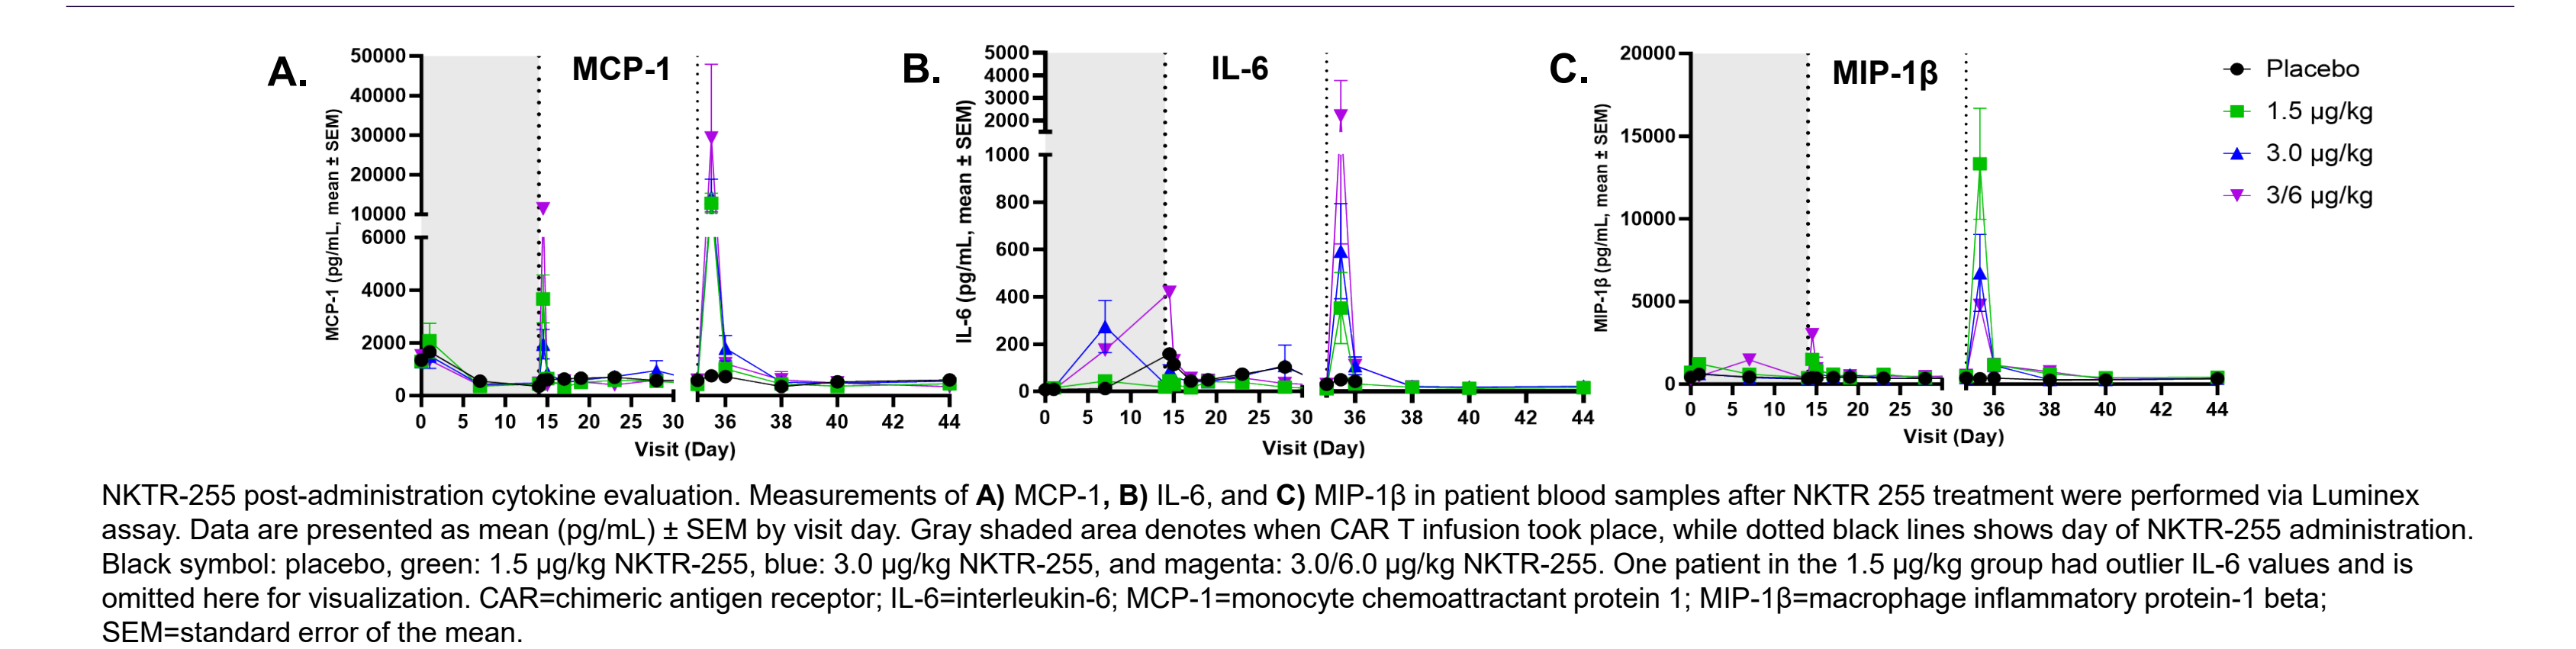 A.
MCP-1
MCP-1 (pg/mL, mean ± SEM)
50000
40000
30000
20000
10000
6000
4000
2000
0
0 5 10 15 20 25 30 36 38 40 42 44
Visit (Day)
B.
IL-6
IL-6 (pg/mL, mean ± SEM)
5000
4000
3000
2000
1000
800
600
400
200
0
0 5 10 15 20 25 30 36 38 40 42 44
Visit (Day)
C.
MIP-1β
MIP-1β (pg/mL, mean ± SEM)
20000
15000
10000
5000
0
0 5 10 15 20 25 30 36 38 40 42 44
Visit (Day)
Placebo
1.5 µg/kg
3.0 µg/kg
3/6 µg/kg
NKTR-255 post-administration cytokine evaluation. Measurements of A) MCP-1, B) IL-6, and C) MIP-1β in patient blood samples after NKTR 255 treatment were performed via Luminex
assay. Data are presented as mean (pg/mL) ± SEM by visit day. Gray shaded area denotes when CAR T infusion took place, while dotted black lines shows day of NKTR-255 administration.
Black symbol: placebo, green: 1.5 µg/kg NKTR-255, blue: 3.0 µg/kg NKTR-255, and magenta: 3.0/6.0 µg/kg NKTR-255. One patient in the 1.5 µg/kg group had outlier IL-6 values and is
omitted here for visualization. CAR=chimeric antigen receptor; IL-6=interleukin-6; MCP-1=monocyte chemoattractant protein 1; MIP-1β=macrophage inflammatory protein-1 beta;
SEM=standard error of the mean.